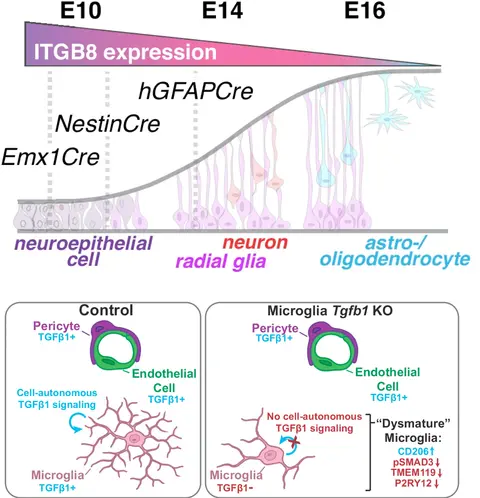 E10 E14 E16
ITGB8 expression
hGFAPCre
NestinCre
Emx1Cre
neuroepithelial
cell
neuron
radial glia
astro-/
oligodendrocyte
Control
Pericyte
TGFβ1+
Endothelial
Cell
TGFβ1+
Cell-autonomous
TGFβ1 signaling
Microglia
TGFβ1+
Microglia Tgfb1 KO
Pericyte
TGFβ1+
Endothelial
Cell
TGFβ1+
No cell-autonomous
TGFβ1 signaling
Microglia
TGFβ1-
“Dysmature”
Microglia:
CD206↑
pSMAD3↓
TMEM119↓
P2RY12↓